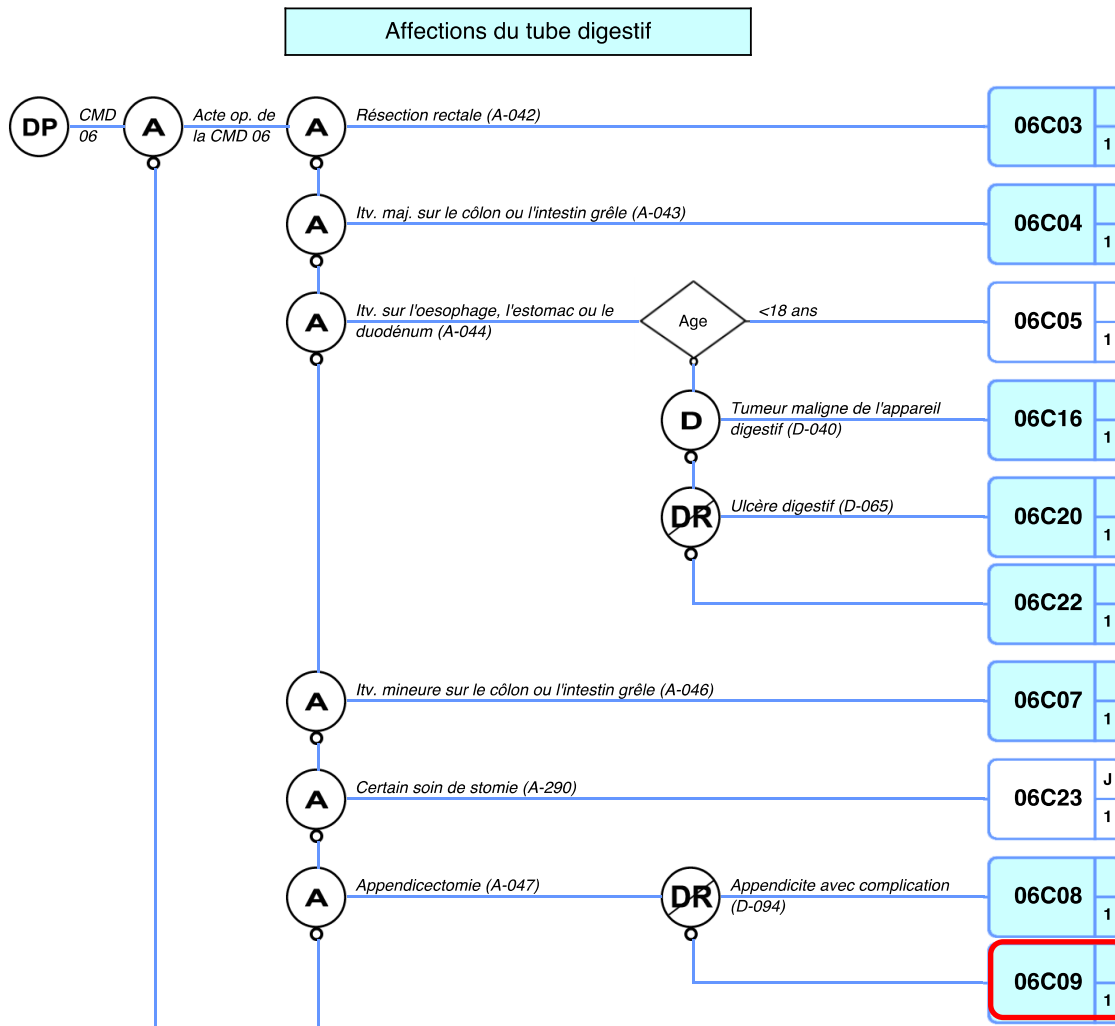 Affections du tube digestif
DP
CMD
06
A
Acte op. de
la CMD 06
A
Résection rectale (A-042)
06C03
1
A
Itv. maj. sur le côlon ou l'intestin grêle (A-043)
06C04
1
A
Itv. sur l'oesophage, l'estomac ou le
duodénum (A-044)
Age
<18 ans
06C05
1
D
Tumeur maligne de l'appareil
digestif (D-040)
06C16
1
DR
Ulcère digestif (D-065)
06C20
1
06C22
1
A
Itv. mineure sur le côlon ou l'intestin grêle (A-046)
06C07
1
A
Certain soin de stomie (A-290)
06C23
J
1
A
Appendicectomie (A-047)
DR
Appendicite avec complication
(D-094)
06C08
1
06C09
1